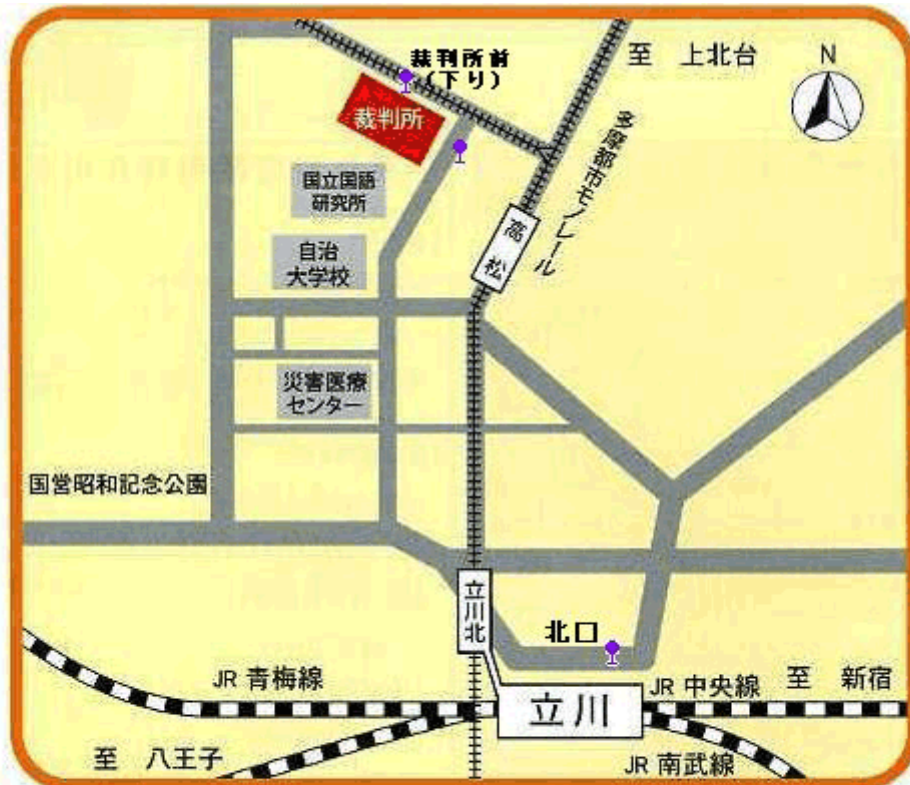 裁判所前
(下り)
至 上北台
N
裁判所
多摩都市モノレール
国立国語
研究所
高松
自治
大学校
災害医療
センター
国営昭和記念公園
立川北
北口
JR 青梅線
JR 中央線
至 新宿
立川
至 八王子
JR 南武線